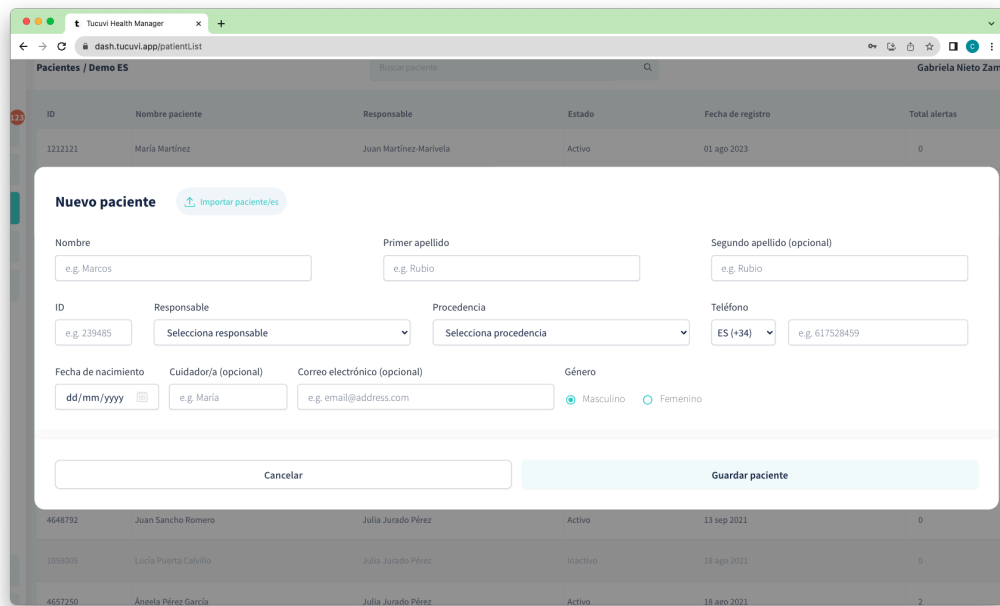 Tucuvi Health Manager
dash.tucuvi.app/patientList
C
Pacientes / Demo ES
Buscar paciente
Gabriela Nieto Zam
123
ID Nombre paciente Responsable Estado Fecha de registro Total alertas
1212121 María Martínez Juan Martínez-Marivela Activo 01 ago 2023 0
Nuevo paciente
Importar paciente/es
Nombre Primer apellido Segundo apellido (opcional)
e.g. Marcos e.g. Rubio e.g. Rubio
ID Responsable Procedencia Teléfono
e.g. 239485 Selecciona responsable Selecciona procedencia ES (+34) e.g. 617528459
Fecha de nacimiento Cuidador/a (opcional) Correo electrónico (opcional) Género
dd/mm/yyyy e.g. María e.g. email@address.com Masculino Femenino
Cancelar Guardar paciente
4648792 Juan Sancho Romero Julia Jurado Pérez Activo 13 sep 2021 0
1059005 Lucía Puerta Calvillo Julia Jurado Pérez Inactivo 18 ago 2021 0
4657250 Ángela Pérez García Julia Jurado Pérez Activo 18 ago 2021 2